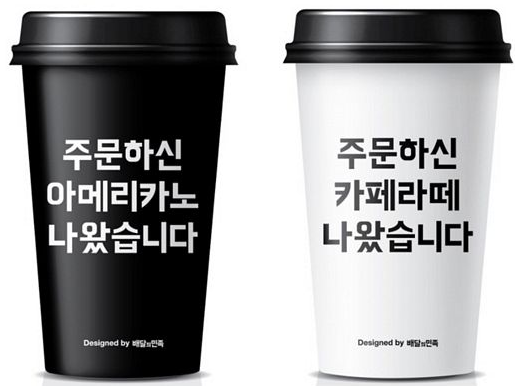 주문하신
아메리카노
나왔습니다
Designed by 배달의민족
주문하신
카페라떼
나왔습니다
Designed by 배달의민족